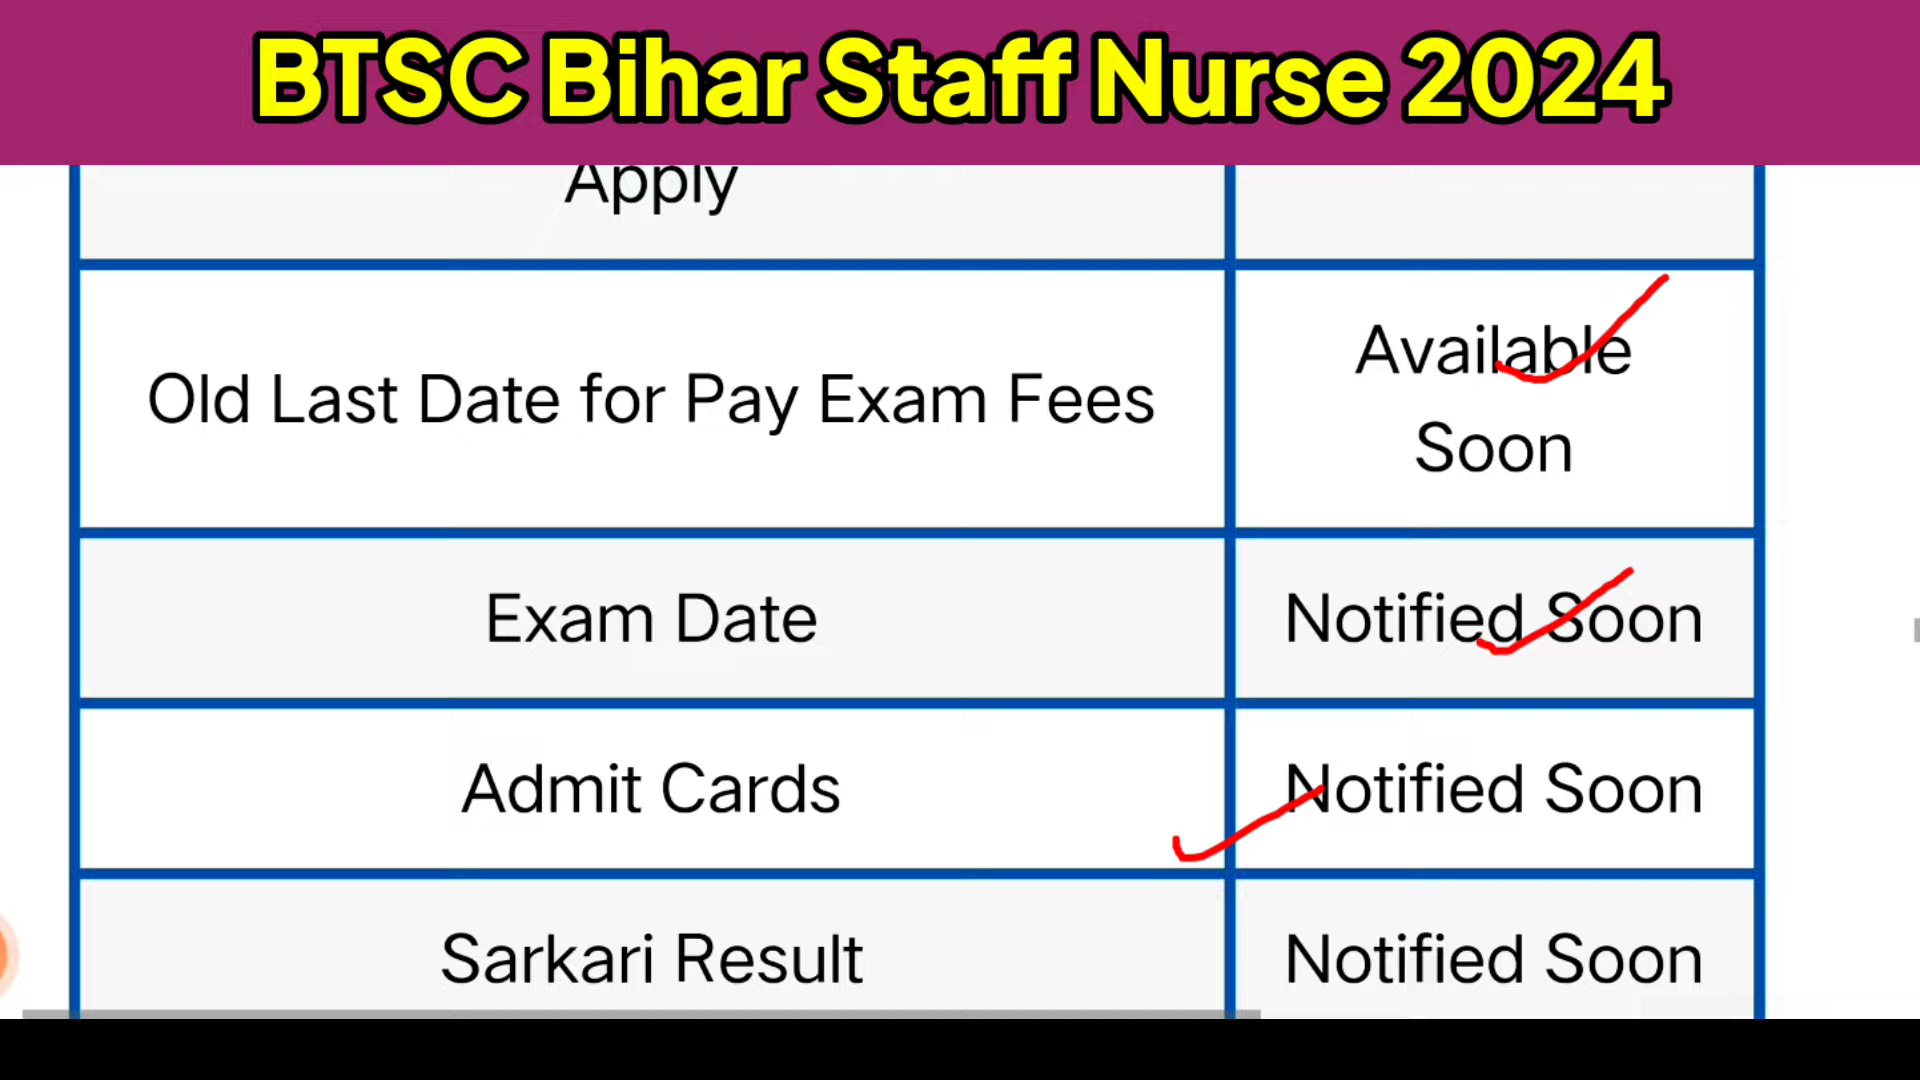 BTSC Bihar Staff Nurse 2024
Apply
Old Last Date for Pay Exam Fees
Available
Soon
Exam Date
Notified Soon
Admit Cards
Notified Soon
Sarkari Result
Notified Soon